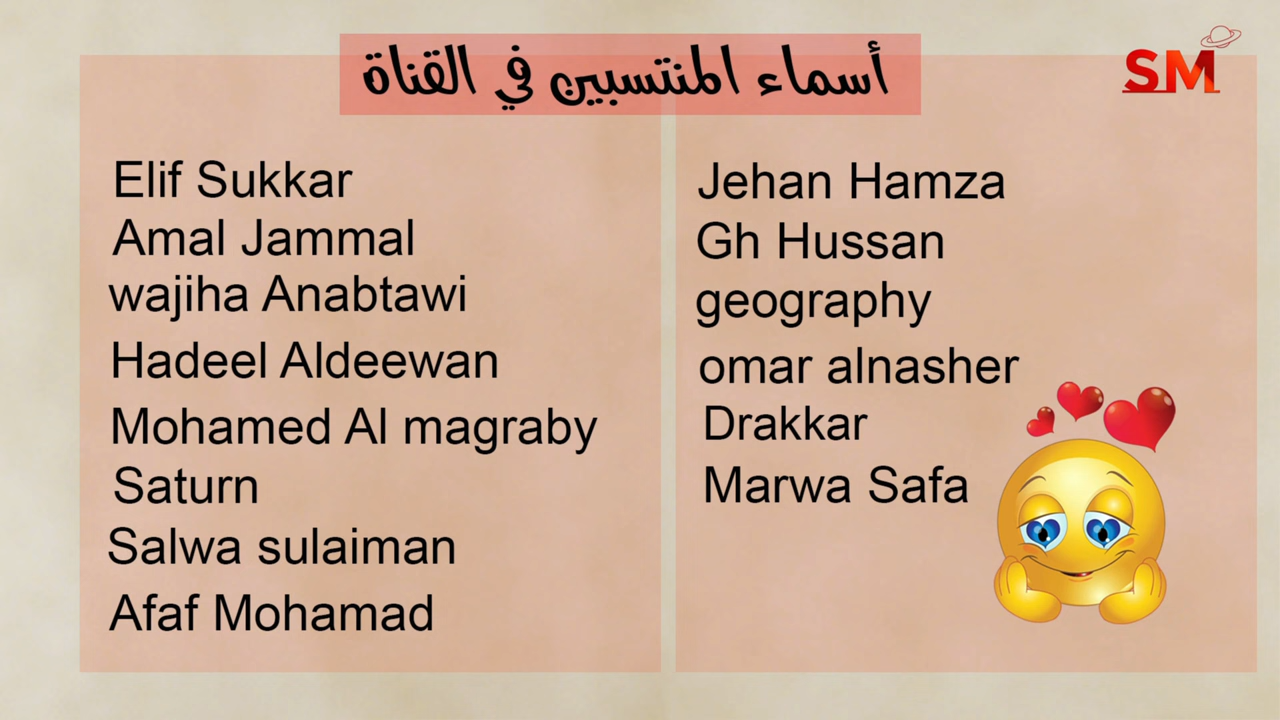 أسماء المنتسبين في القناة
SM
Elif Sukkar
Amal Jammal
wajiha Anabtawi
Hadeel Aldeewan
Mohamed Al magraby
Saturn
Salwa sulaiman
Afaf Mohamad
Jehan Hamza
Gh Hussan
geography
omar alnasher
Drakkar
Marwa Safa